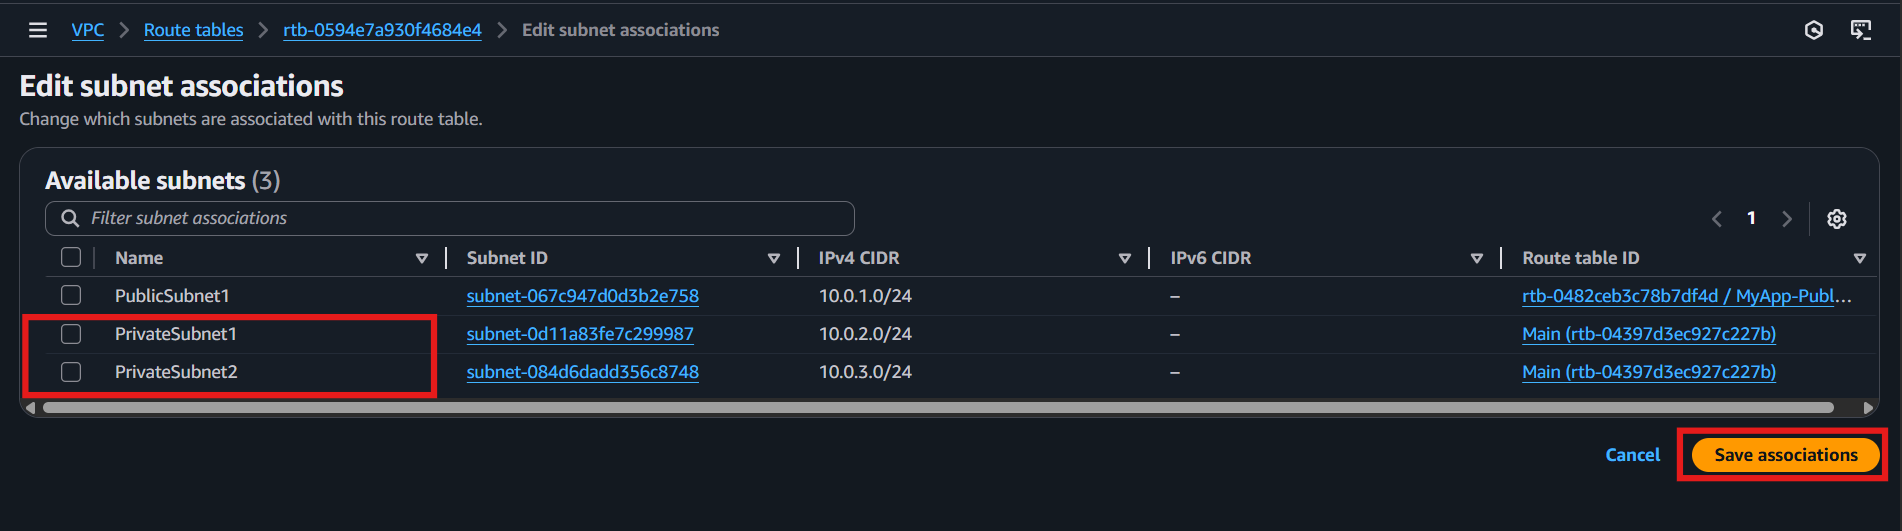 VPC > Route tables > rtb-0594e7a930f4684e4 > Edit subnet associations
Edit subnet associations
Change which subnets are associated with this route table.
Available subnets (3)
Filter subnet associations
1
Name Subnet ID IPv4 CIDR IPv6 CIDR Route table ID
PublicSubnet1 subnet-067c947d0d3b2e758 10.0.1.0/24 – rtb-0482ceb3c78b7df4d / MyApp-Publ...
PrivateSubnet1 subnet-0d11a83fe7c299987 10.0.2.0/24 – Main (rtb-04397d3ec927c227b)
PrivateSubnet2 subnet-084d6dadd356c8748 10.0.3.0/24 – Main (rtb-04397d3ec927c227b)
Cancel Save associations